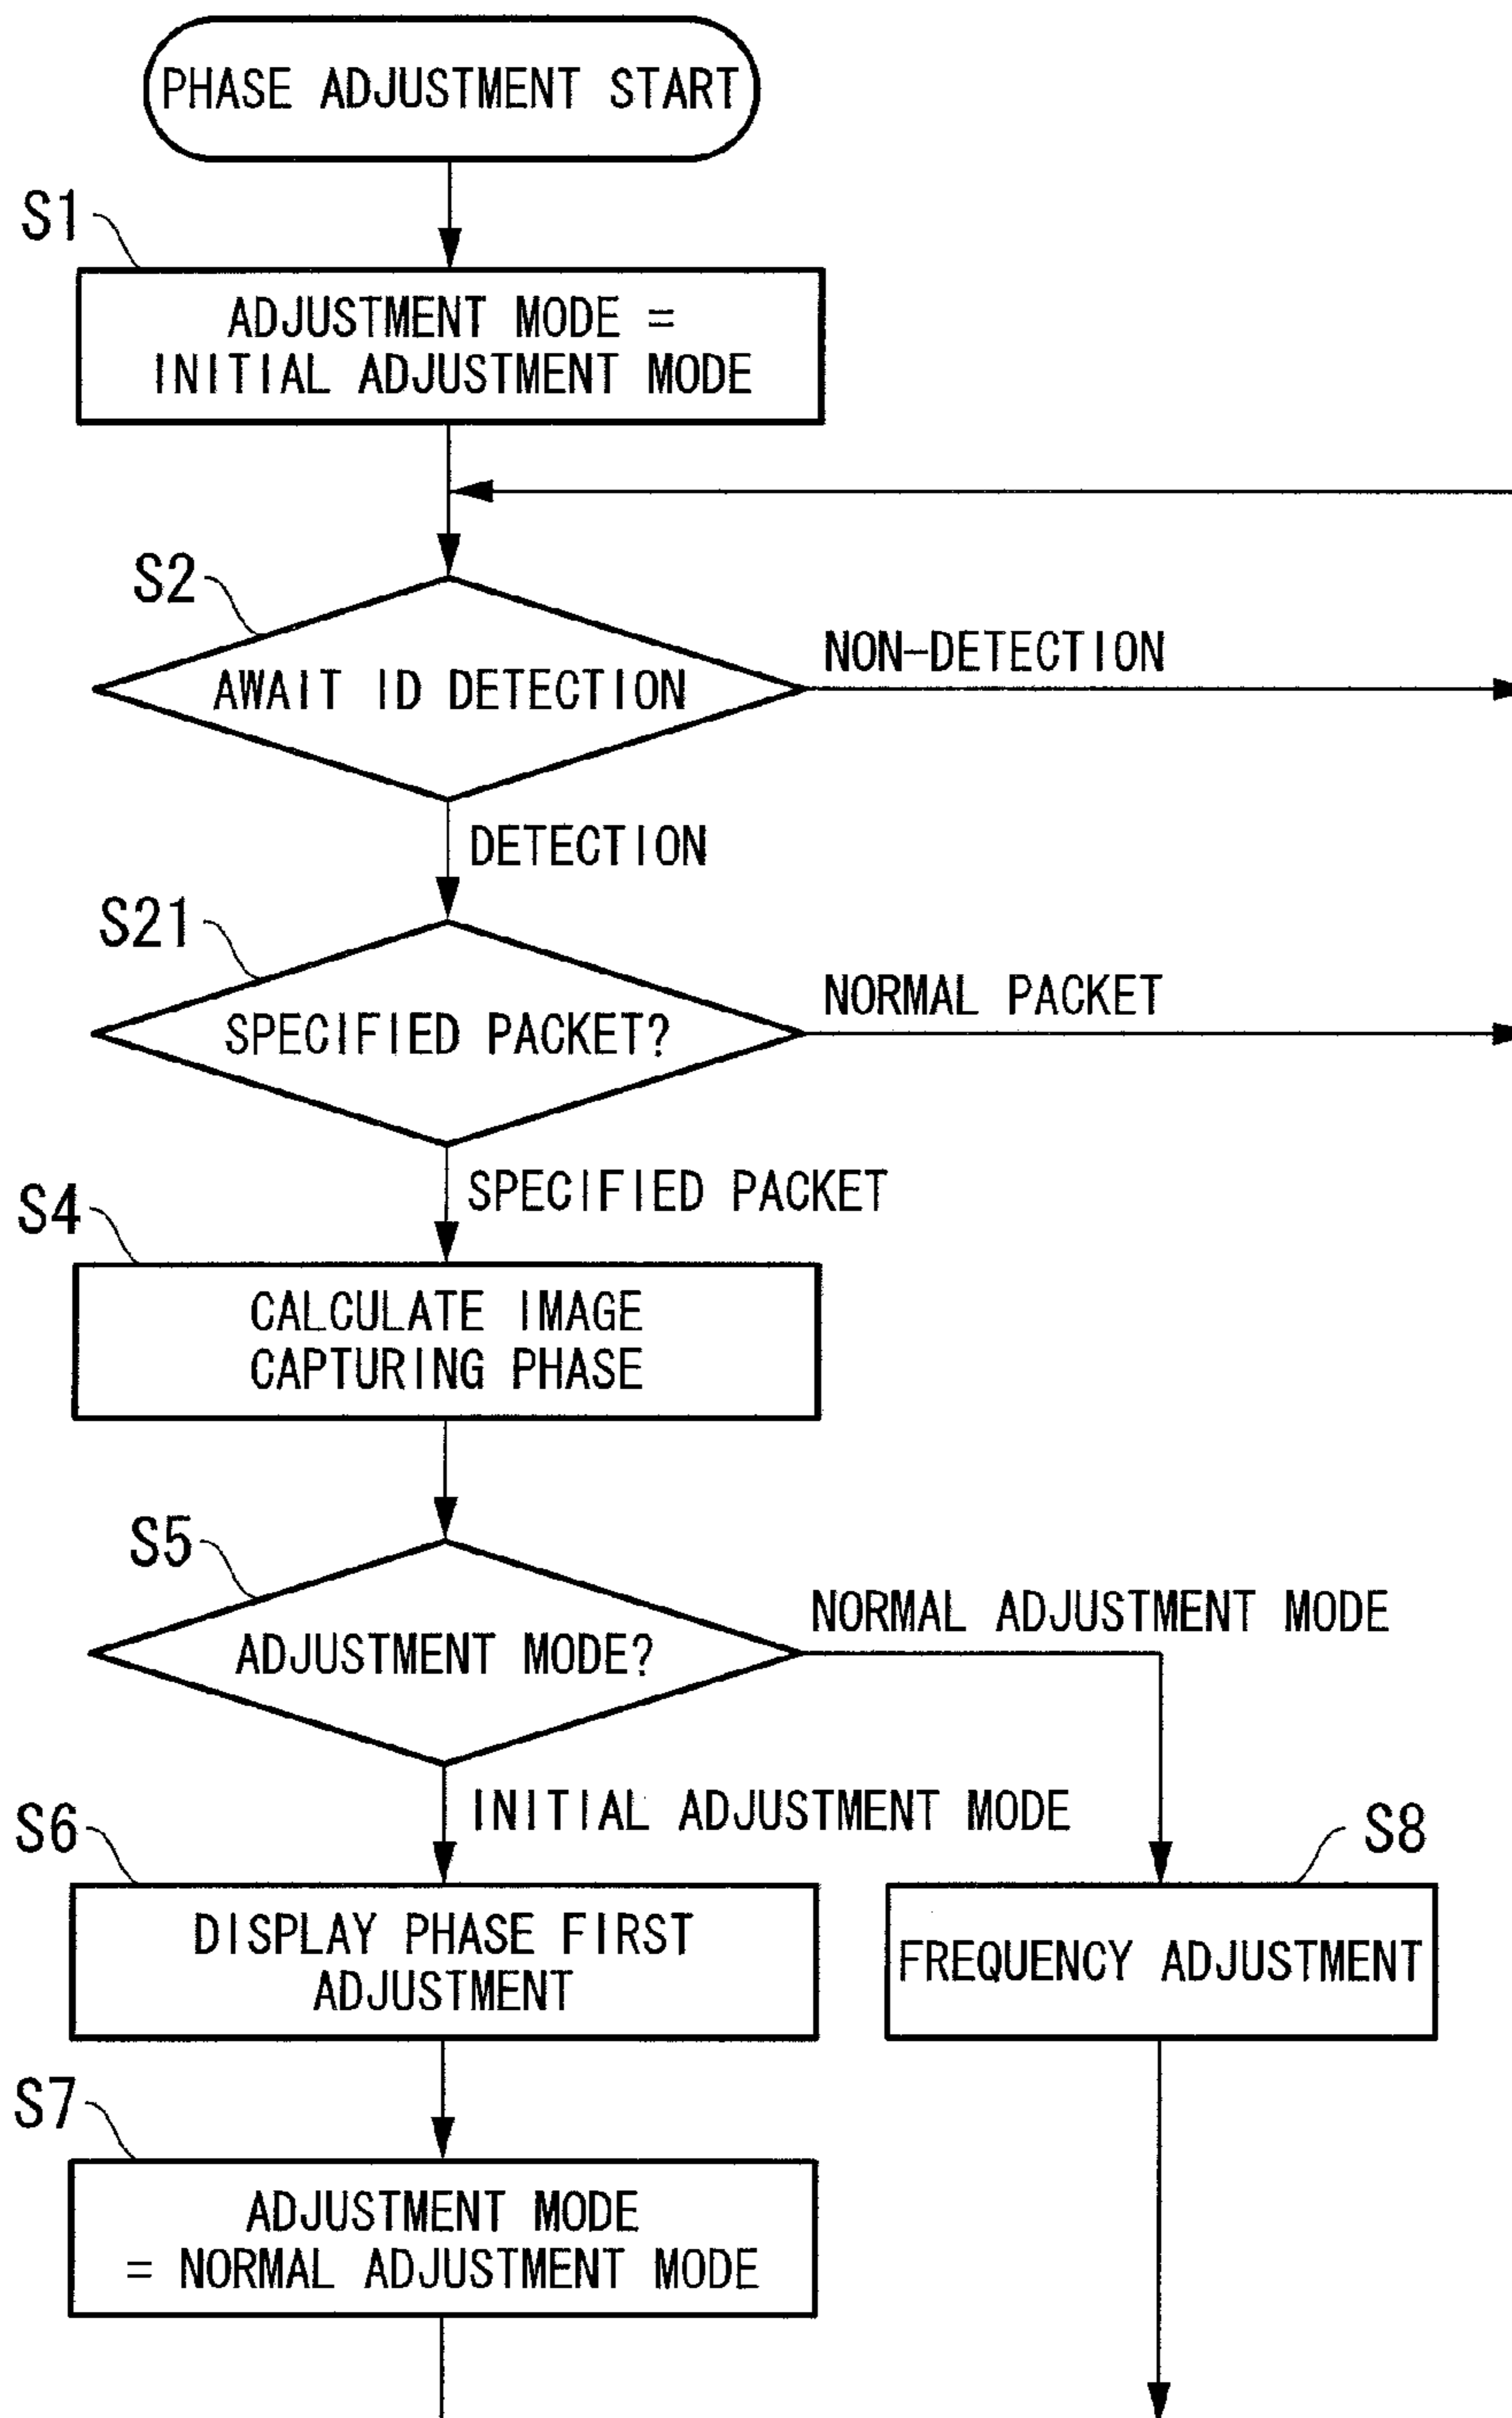 PHASE ADJUSTMENT START
S1
ADJUSTMENT MODE =
INITIAL ADJUSTMENT MODE
S2
AWAIT ID DETECTION
NON-DETECTION
DETECTION
S21
SPECIFIED PACKET?
NORMAL PACKET
SPECIFIED PACKET
S4
CALCULATE IMAGE
CAPTURING PHASE
S5
ADJUSTMENT MODE?
NORMAL ADJUSTMENT MODE
INITIAL ADJUSTMENT MODE
S6
DISPLAY PHASE FIRST
ADJUSTMENT
S8
FREQUENCY ADJUSTMENT
S7
ADJUSTMENT MODE
= NORMAL ADJUSTMENT MODE